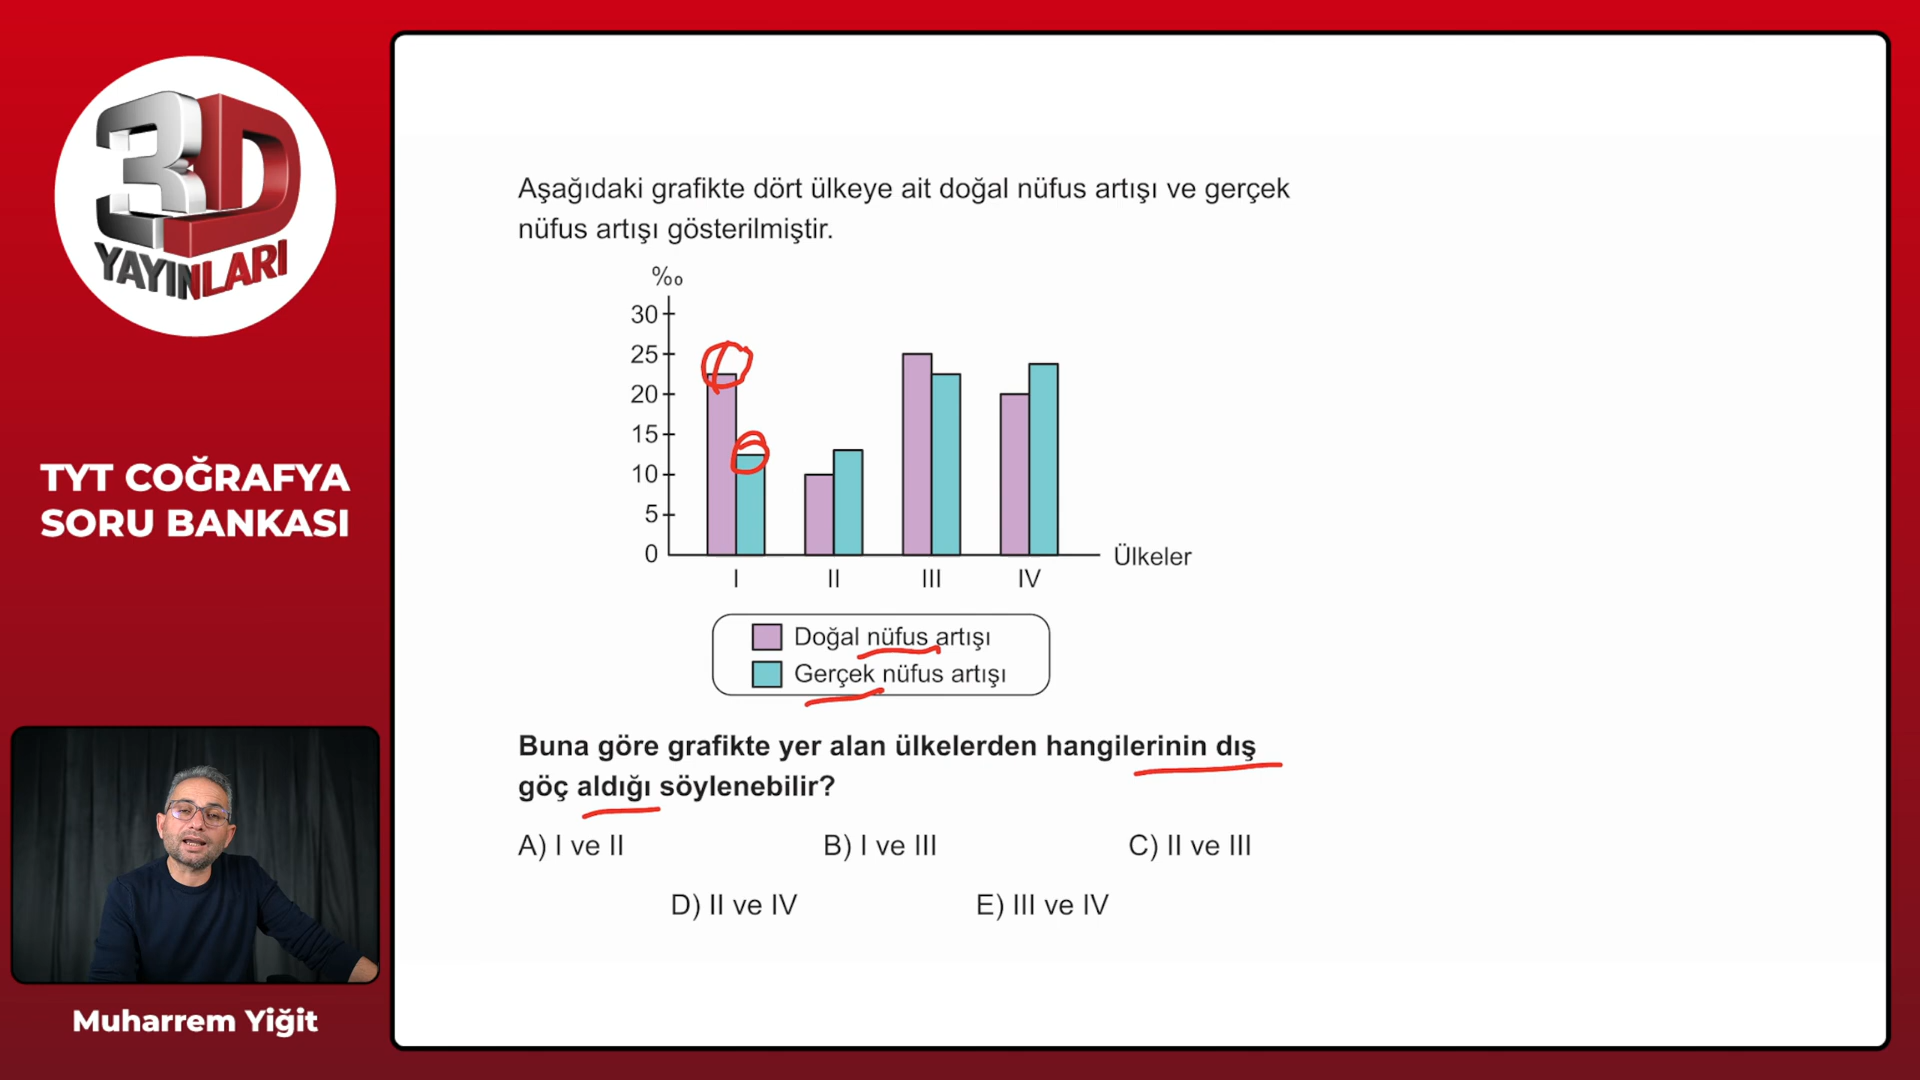 3D
YAYINLARI
TYT COĞRAFYA
SORU BANKASI
Muharrem Yiğit
Aşağıdaki grafikte dört ülkeye ait doğal nüfus artışı ve gerçek
nüfus artışı gösterilmiştir.
‰
30
25
20
15
10
5
0
I II III IV
Ülkeler
Doğal nüfus artışı
Gerçek nüfus artışı
Buna göre grafikte yer alan ülkelerden hangilerinin dış
göç aldığı söylenebilir?
A) I ve II B) I ve III C) II ve III
D) II ve IV E) III ve IV